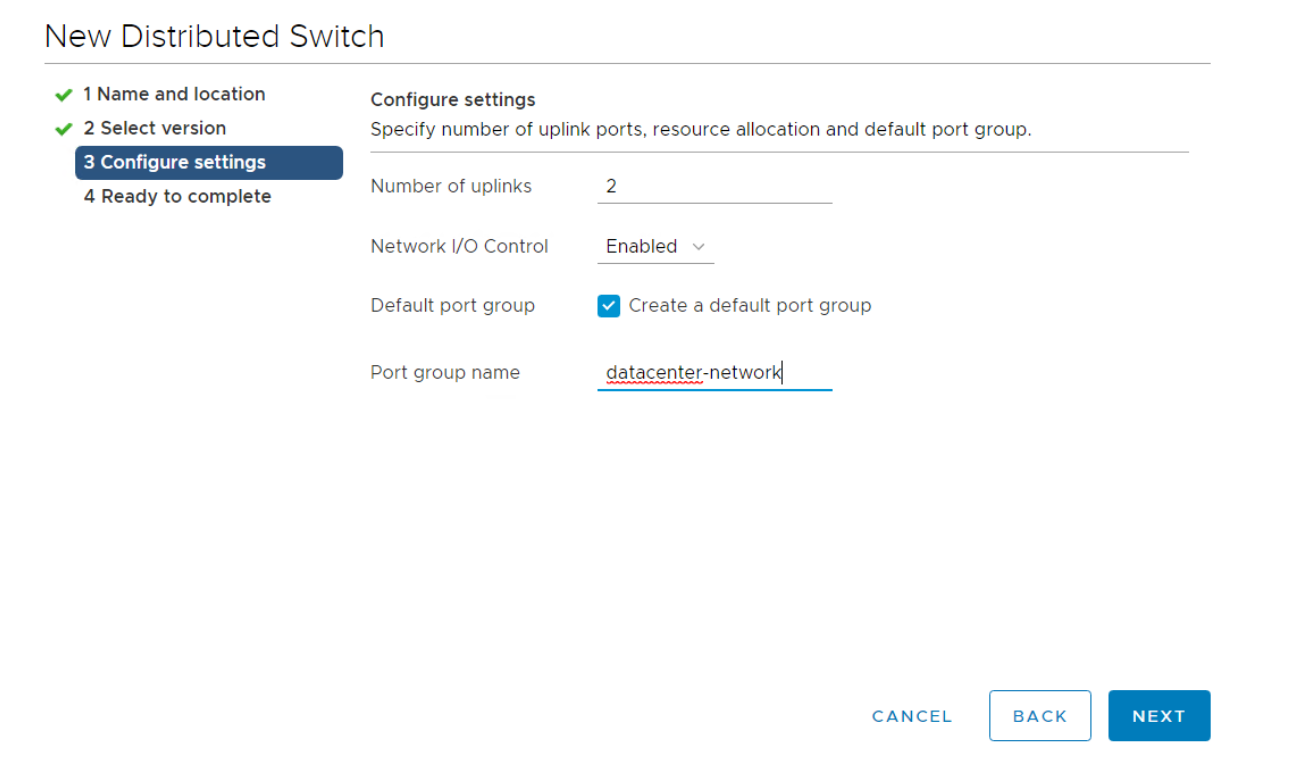 New Distributed Switch
1 Name and location
2 Select version
3 Configure settings
4 Ready to complete
Configure settings
Specify number of uplink ports, resource allocation and default port group.
Number of uplinks 2
Network I/O Control Enabled
Default port group Create a default port group
Port group name datacenter-network
CANCEL BACK NEXT